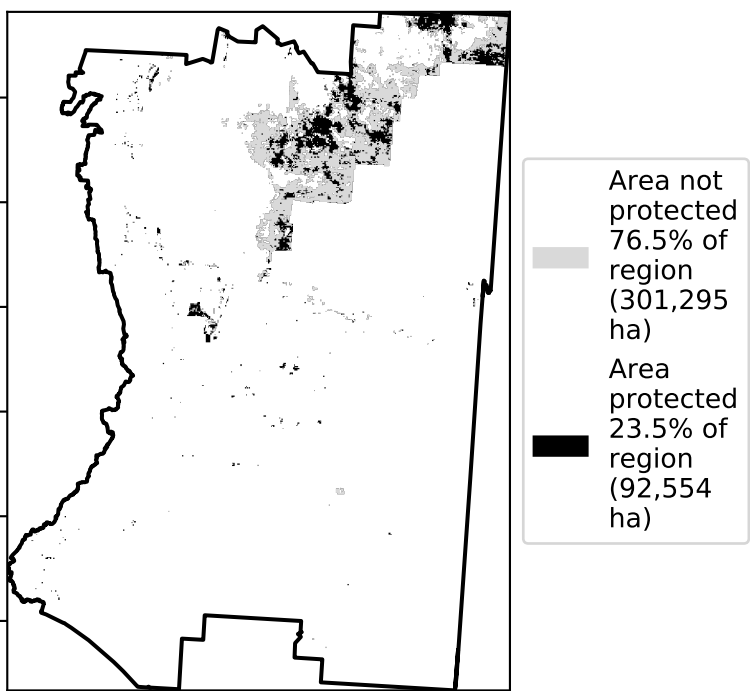 Area not
protected
76.5% of
region
(301,295
ha)
Area
protected
23.5% of
region
(92,554
ha)